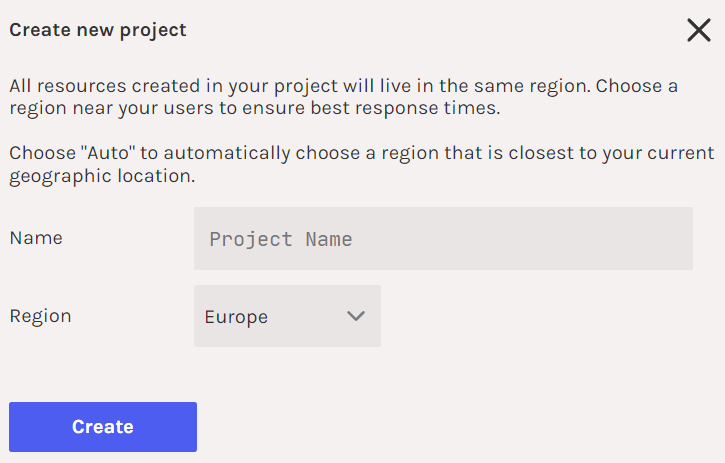 Create new project
All resources created in your project will live in the same region. Choose a
region near your users to ensure best response times.
Choose "Auto" to automatically choose a region that is closest to your current
geographic location.
Name
Project Name
Region
Europe
Create